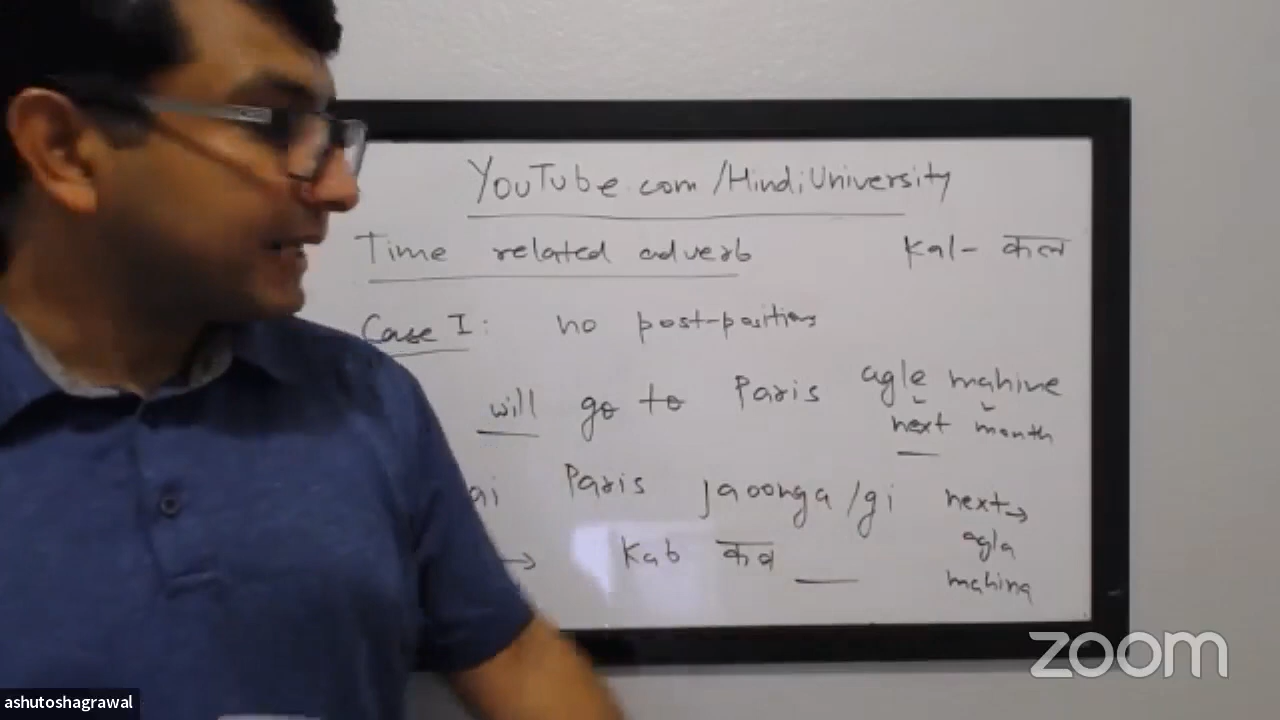 YouTube.com/HindiUniversity
Time related adverb
Kal- कल
Case I: no post-positions
will go to Paris agle mahine
next month
ai Paris jaoonga/gi
next→
agla
mahina
→ Kab कब
zoom
ashutoshagrawal